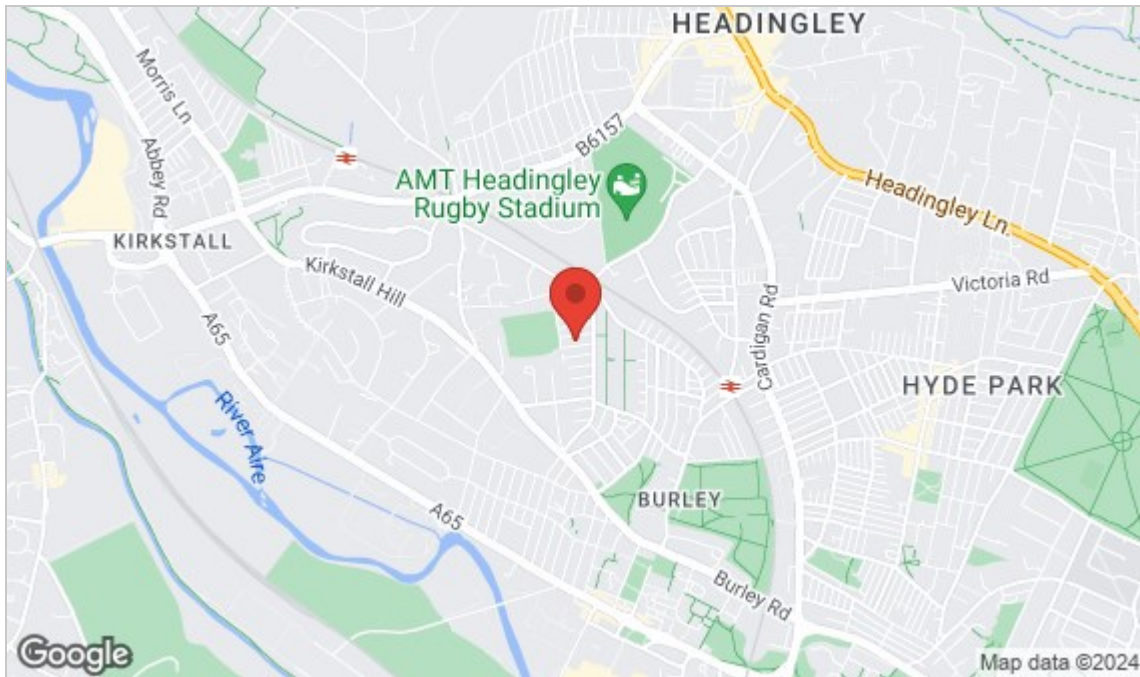 HEADINGLEY
Morris Ln
B6157
Abbey Rd
AMT Headingley
Rugby Stadium
Headingley Ln.
KIRKSTALL
Kirkstall Hill
Victoria Rd
Cardigan Rd
A65
HYDE PARK
River Aire
BURLEY
A65
Burley Rd
Google
Map data ©2024